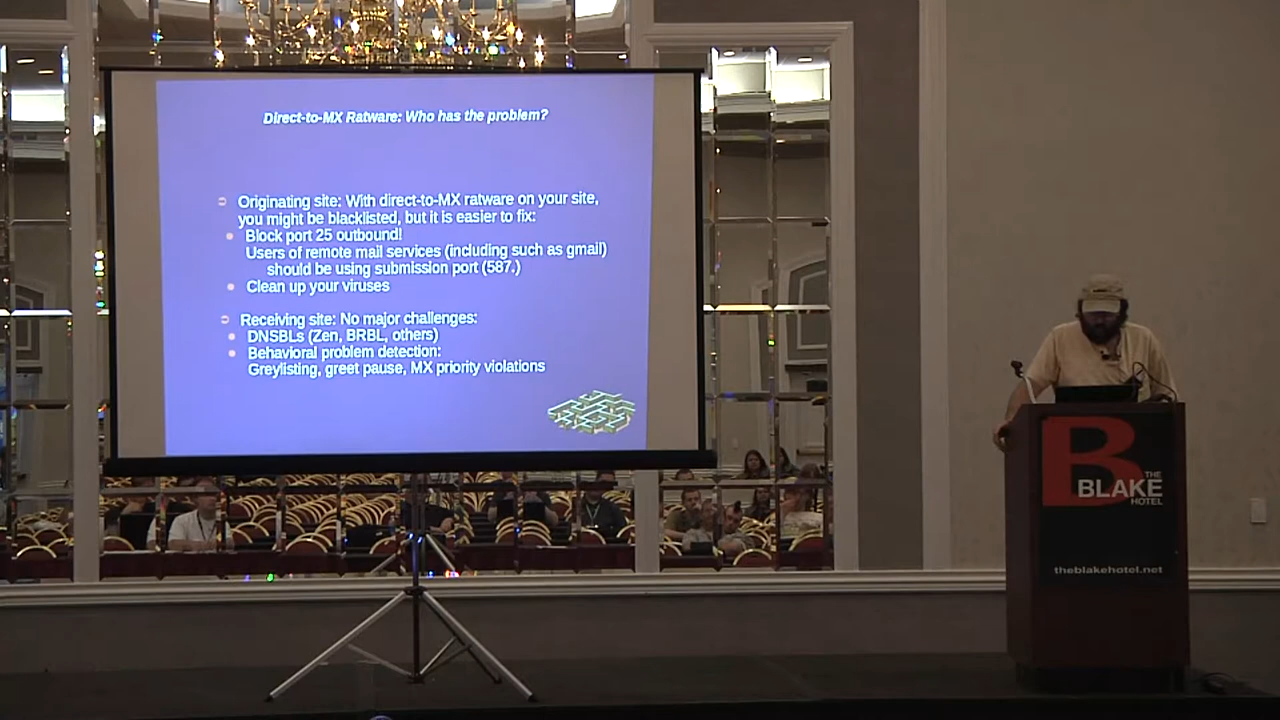 Direct-to-MX Ratware: Who has the problem?
Originating site: With direct-to-MX ratware on your site,
you might be blacklisted, but it is easier to fix:
Block port 25 outbound!
Users of remote mail services (including such as gmail)
should be using submission port (587.)
Clean up your viruses
Receiving site: No major challenges:
DNSBLs (Zen, BRBL, others)
Behavioral problem detection:
Greylisting, greet pause, MX priority violations
B
THE
BLAKE
HOTEL
theblakehotel.net